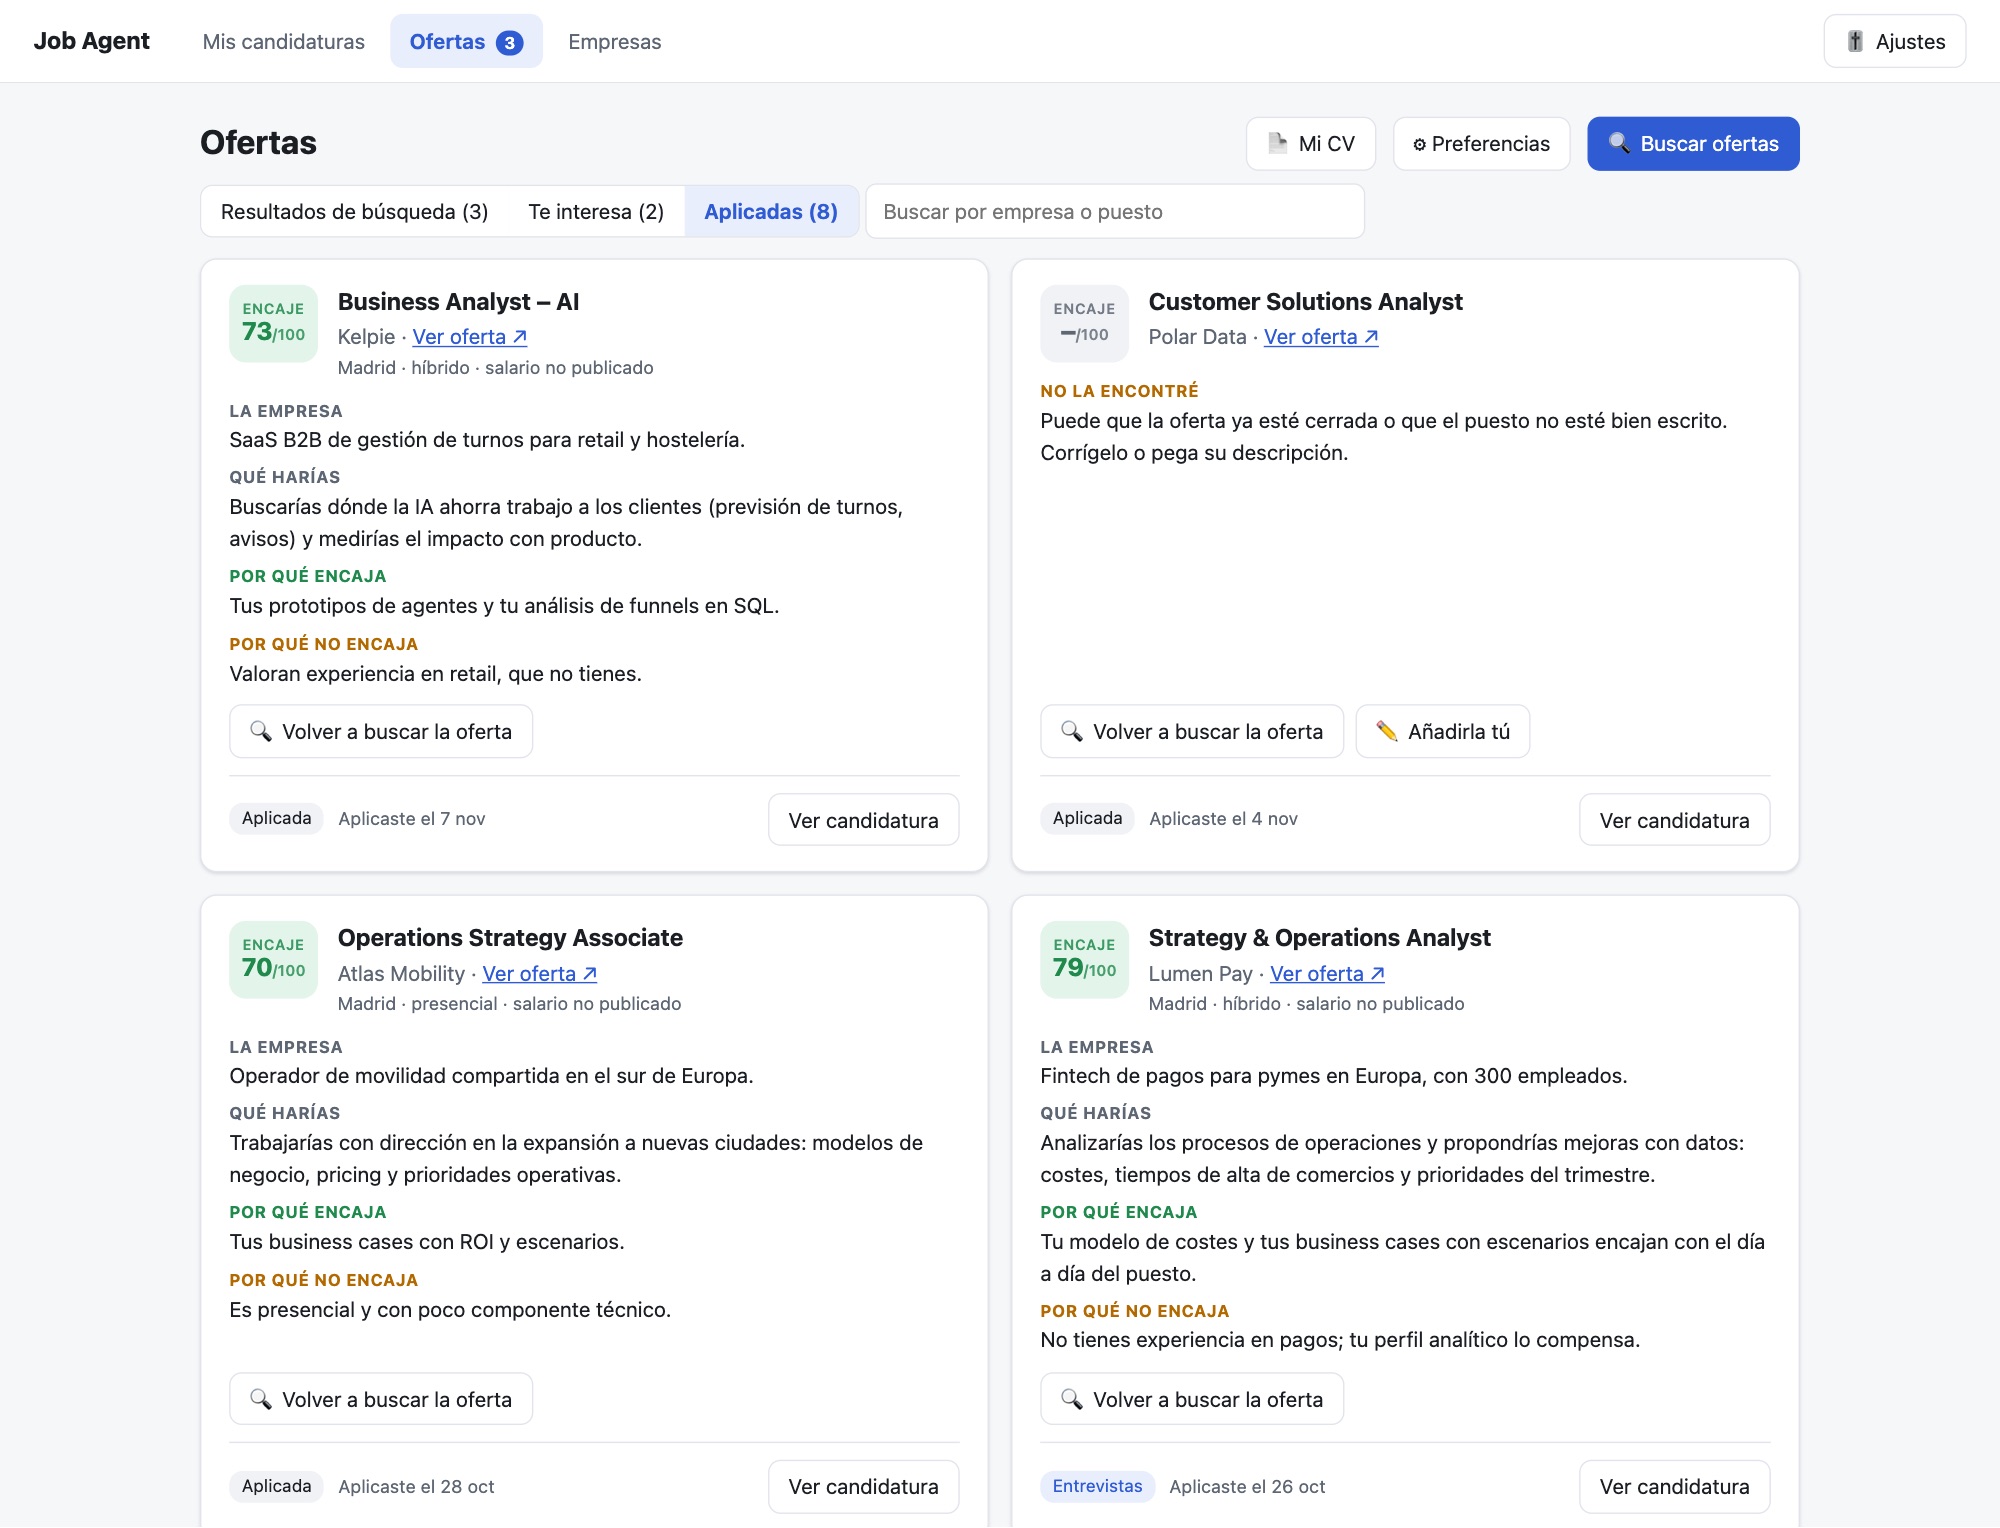 Job Agent
Mis candidaturas
Ofertas 3
Empresas
Ajustes
Ofertas
Mi CV
Preferencias
Buscar ofertas
Resultados de búsqueda (3)
Te interesa (2)
Aplicadas (8)
Buscar por empresa o puesto
ENCAJE
73/100
Business Analyst – AI
Kelpie · Ver oferta ↗
Madrid · híbrido · salario no publicado
LA EMPRESA
SaaS B2B de gestión de turnos para retail y hostelería.
QUÉ HARÍAS
Buscarías dónde la IA ahorra trabajo a los clientes (previsión de turnos,
avisos) y medirías el impacto con producto.
POR QUÉ ENCAJA
Tus prototipos de agentes y tu análisis de funnels en SQL.
POR QUÉ NO ENCAJA
Valoran experiencia en retail, que no tienes.
Volver a buscar la oferta
Aplicada
Aplicaste el 7 nov
Ver candidatura
ENCAJE
–/100
Customer Solutions Analyst
Polar Data · Ver oferta ↗
NO LA ENCONTRÉ
Puede que la oferta ya esté cerrada o que el puesto no esté bien escrito.
Corrígelo o pega su descripción.
Volver a buscar la oferta
Añadirla tú
Aplicada
Aplicaste el 4 nov
Ver candidatura
ENCAJE
70/100
Operations Strategy Associate
Atlas Mobility · Ver oferta ↗
Madrid · presencial · salario no publicado
LA EMPRESA
Operador de movilidad compartida en el sur de Europa.
QUÉ HARÍAS
Trabajarías con dirección en la expansión a nuevas ciudades: modelos de
negocio, pricing y prioridades operativas.
POR QUÉ ENCAJA
Tus business cases con ROI y escenarios.
POR QUÉ NO ENCAJA
Es presencial y con poco componente técnico.
Volver a buscar la oferta
Aplicada
Aplicaste el 28 oct
Ver candidatura
ENCAJE
79/100
Strategy & Operations Analyst
Lumen Pay · Ver oferta ↗
Madrid · híbrido · salario no publicado
LA EMPRESA
Fintech de pagos para pymes en Europa, con 300 empleados.
QUÉ HARÍAS
Analizarías los procesos de operaciones y propondrías mejoras con datos:
costes, tiempos de alta de comercios y prioridades del trimestre.
POR QUÉ ENCAJA
Tu modelo de costes y tus business cases con escenarios encajan con el día
a día del puesto.
POR QUÉ NO ENCAJA
No tienes experiencia en pagos; tu perfil analítico lo compensa.
Volver a buscar la oferta
Entrevistas
Aplicaste el 26 oct
Ver candidatura